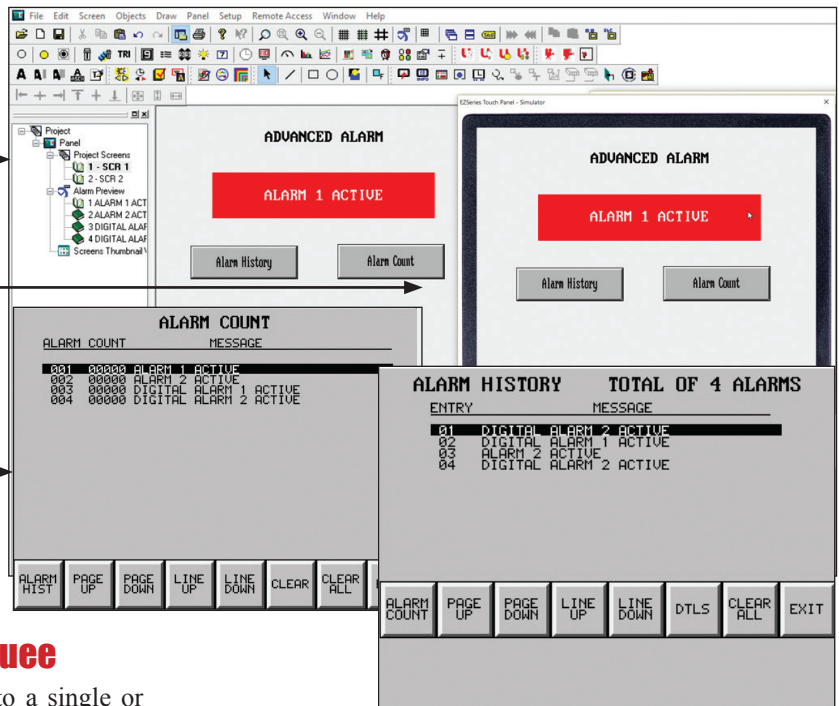 File Edit Screen Objects Draw Panel Setup Remote Access Window Help
TRI
Project
Panel
Project Screens
1 - SCR 1
2 - SCR 2
Alarm Preview
1 ALARM 1 ACT
2 ALARM 2 ACT
3 DIGITAL ALAF
4 DIGITAL ALAF
Screens Thumbnail
ADVANCED ALARM
ALARM 1 ACTIVE
Alarm History
Alarm Count
EZSeries Touch Panel - Simulator
ADVANCED ALARM
ALARM 1 ACTIVE
Alarm History
Alarm Count
ALARM COUNT
ALARM COUNT MESSAGE
001 00000 ALARM 1 ACTIVE
002 00000 ALARM 2 ACTIVE
003 00000 DIGITAL ALARM 1 ACTIVE
004 00000 DIGITAL ALARM 2 ACTIVE
ALARM HIST PAGE UP PAGE DOWN LINE UP LINE DOWN CLEAR CLEAR ALL
ALARM HISTORY TOTAL OF 4 ALARMS
ENTRY MESSAGE
01 DIGITAL ALARM 2 ACTIVE
02 DIGITAL ALARM 1 ACTIVE
03 ALARM 2 ACTIVE
04 DIGITAL ALARM 2 ACTIVE
ALARM COUNT PAGE UP PAGE DOWN LINE UP LINE DOWN DTLS CLEAR ALL EXIT
uee
to a single or